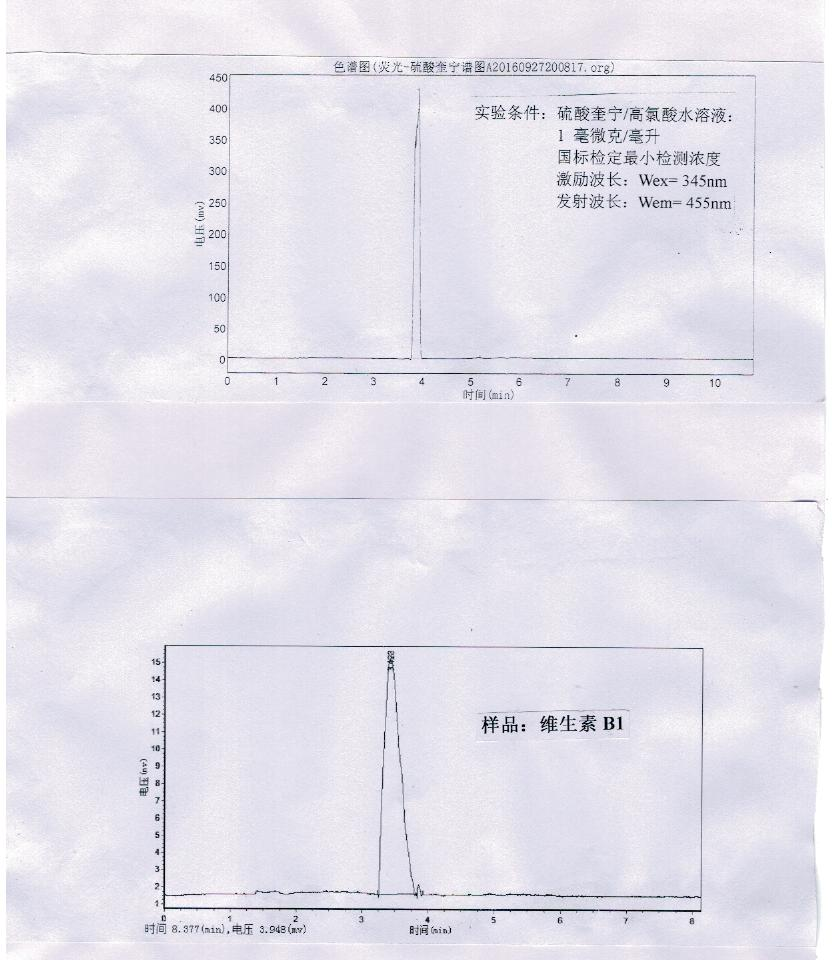 色谱图(荧光-硫酸奎宁谱图A20160927200817.org)
450
400
350
300
250
200
150
100
50
0
电压(mv)
实验条件：硫酸奎宁/高氯酸水溶液：
1 毫微克/毫升
国标检定最小检测浓度
激励波长：Wex= 345nm
发射波长：Wem= 455nm
0 1 2 3 4 5 6 7 8 9 10
时间(min)
15
14
13
12
11
10
9
8
7
6
5
4
3
2
1
电压(mv)
样品：维生素 B1
0 1 2 3 4 5 6 7 8
时间 8.377(min),电压 3.948(mv)
时间(min)